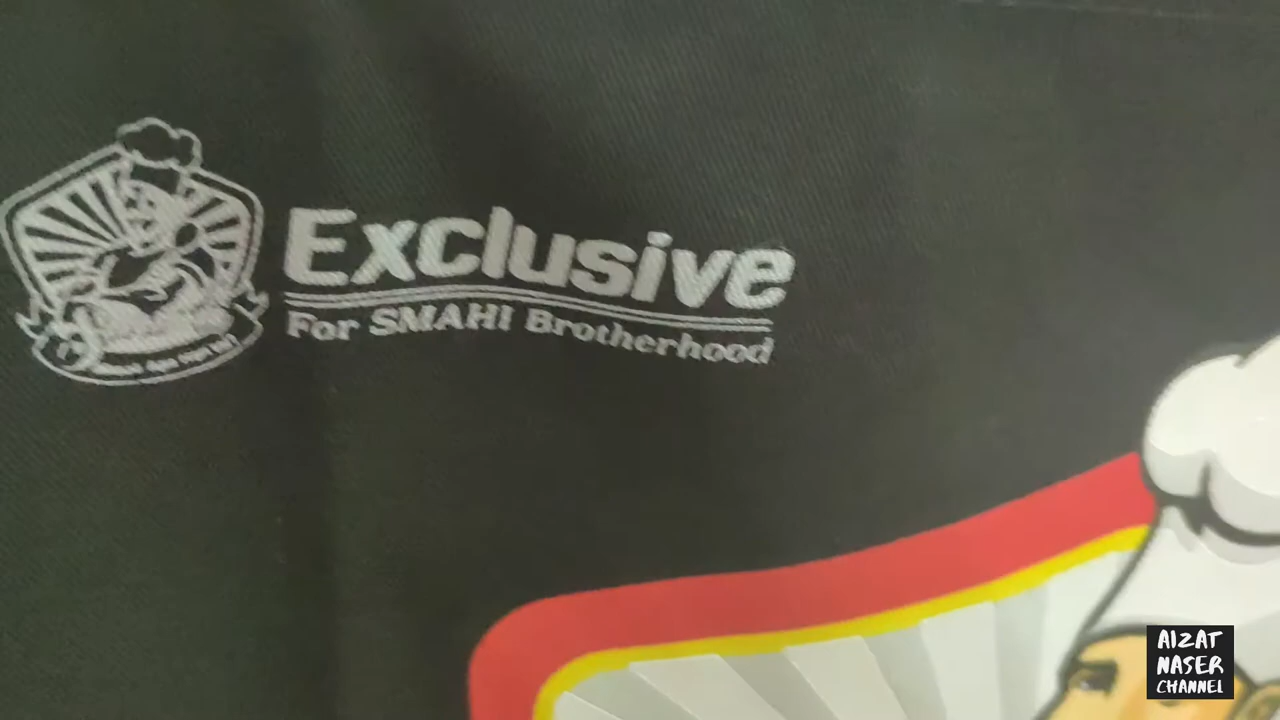 Exclusive
For SMAHI Brotherhood
AIZAT
NASER
CHANNEL